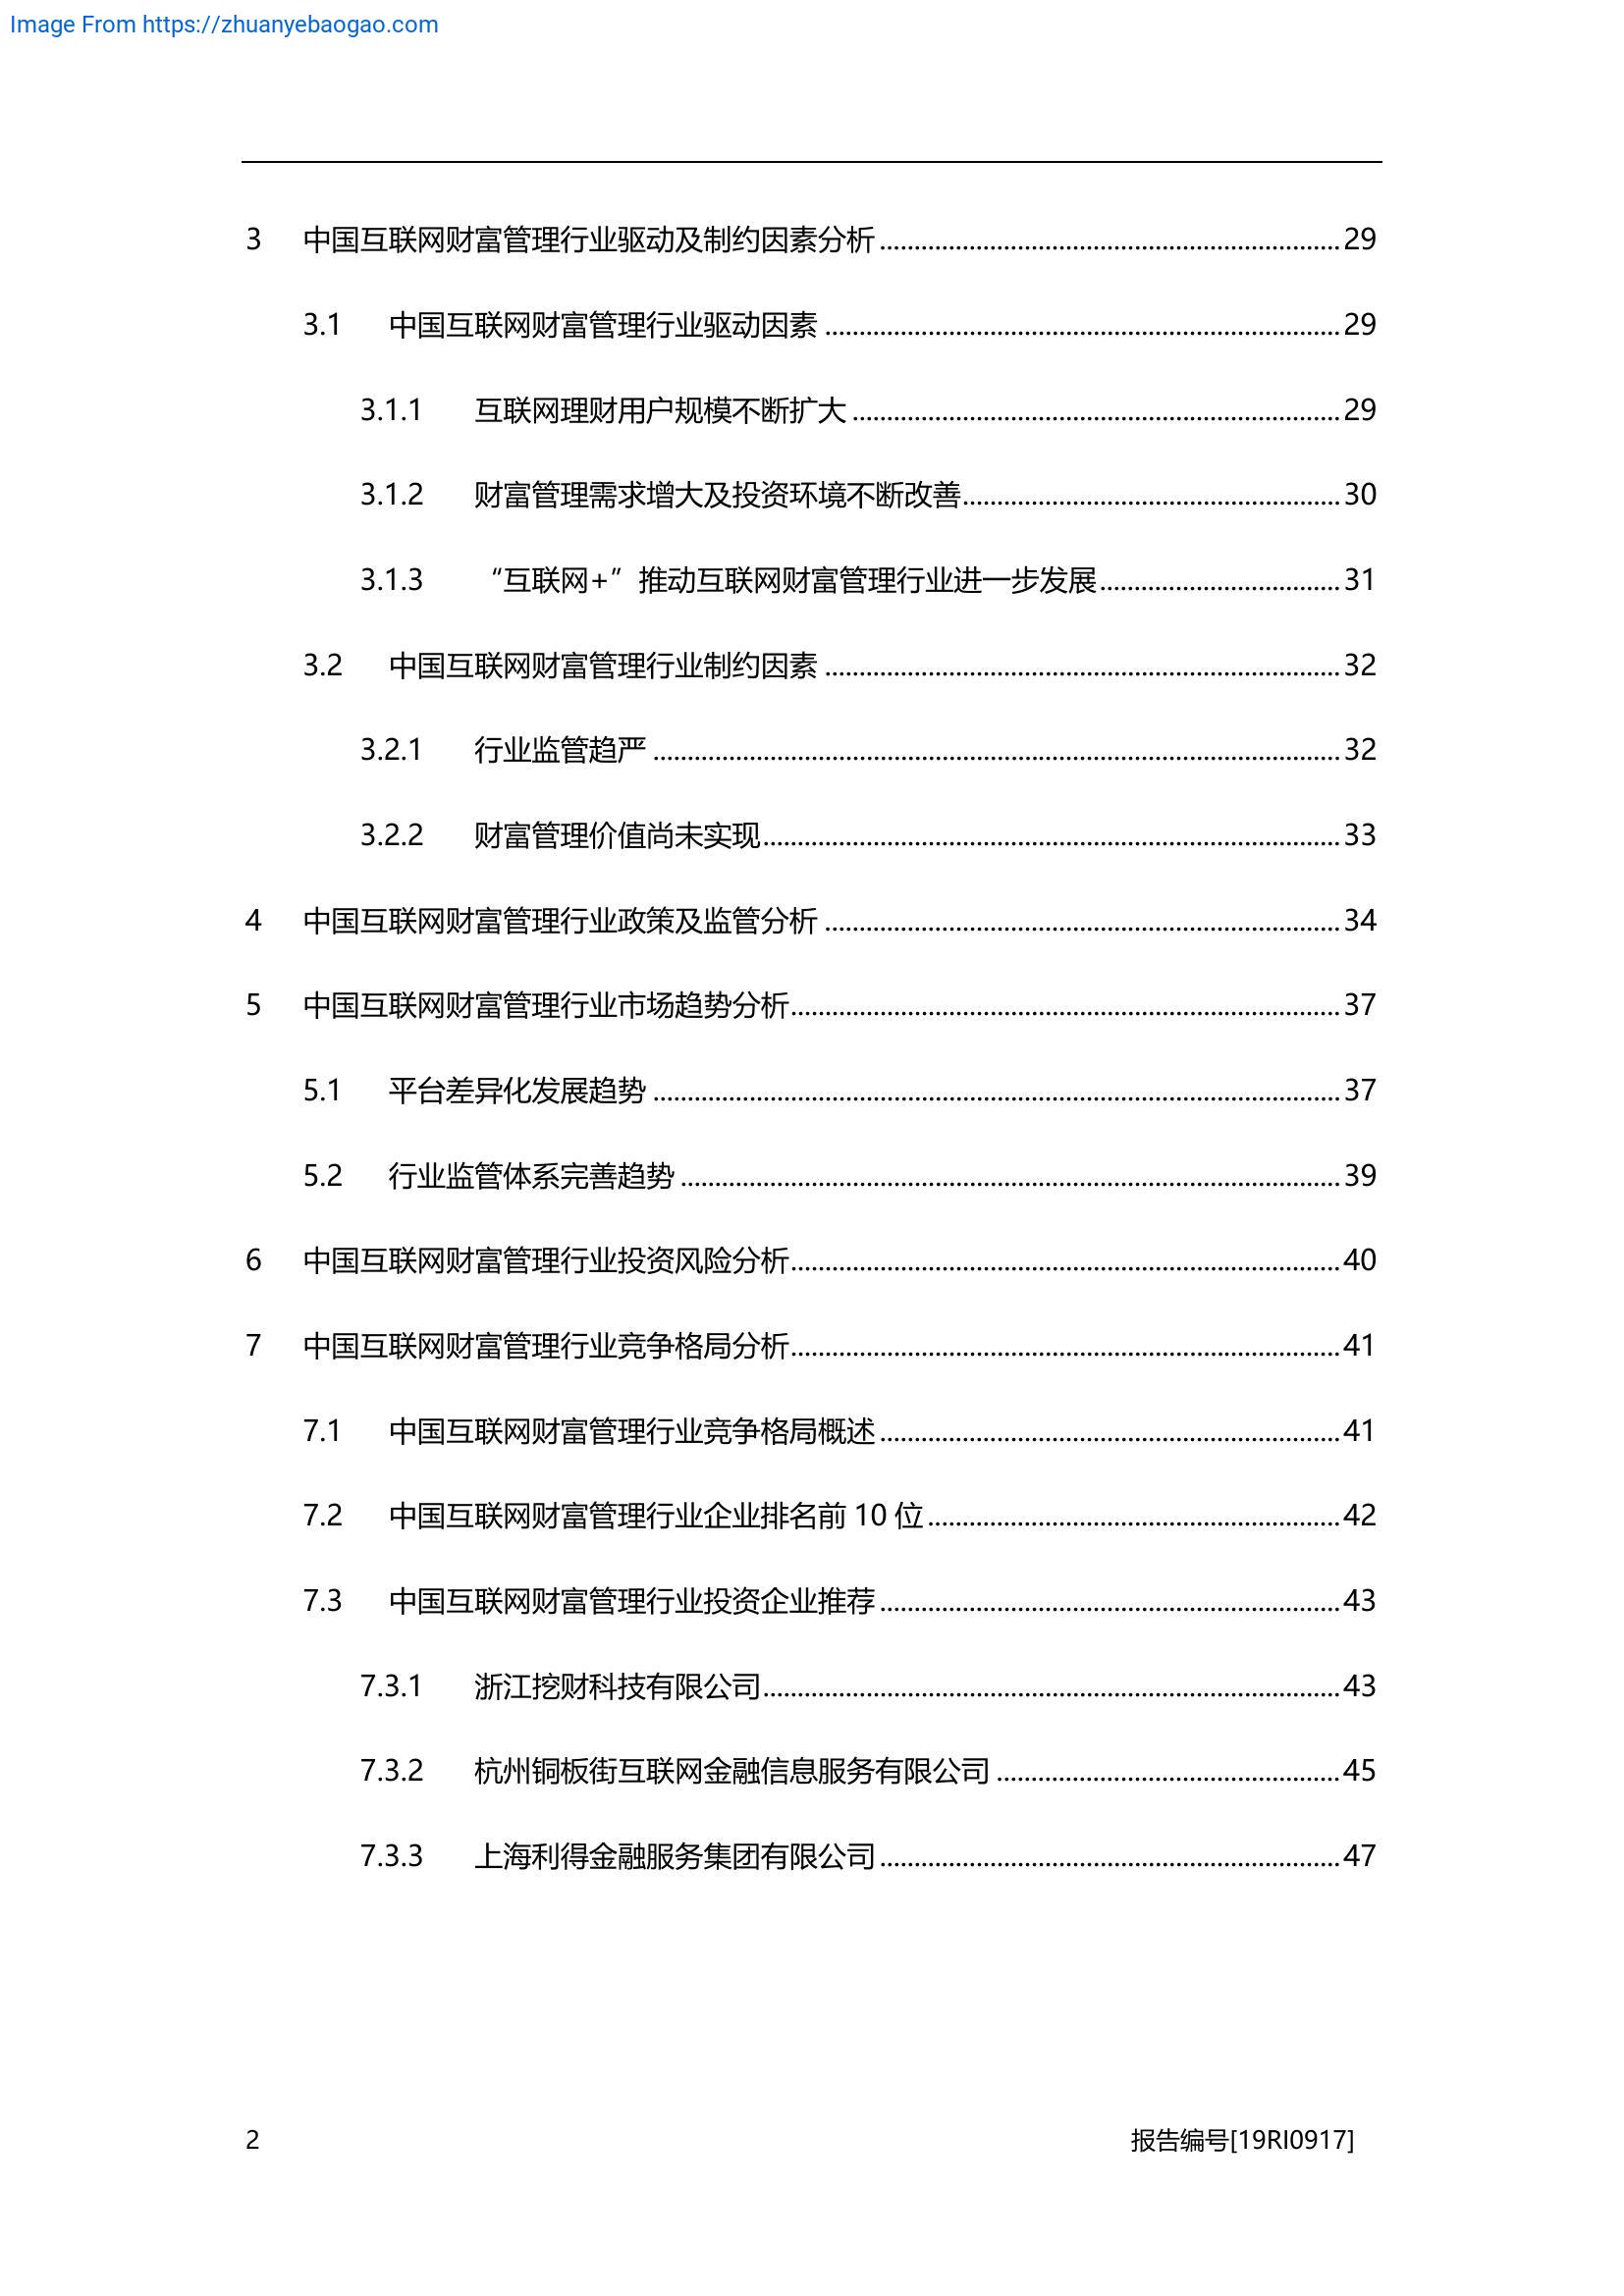 Image From https://zhuanyebaogao.com
3 中国互联网财富管理行业驱动及制约因素分析 ........ 29
3.1 中国互联网财富管理行业驱动因素 ........ 29
3.1.1 互联网理财用户规模不断扩大 ........ 29
3.1.2 财富管理需求增大及投资环境不断改善 ........ 30
3.1.3 “互联网+”推动互联网财富管理行业进一步发展 ........ 31
3.2 中国互联网财富管理行业制约因素 ........ 32
3.2.1 行业监管趋严 ........ 32
3.2.2 财富管理价值尚未实现 ........ 33
4 中国互联网财富管理行业政策及监管分析 ........ 34
5 中国互联网财富管理行业市场趋势分析 ........ 37
5.1 平台差异化发展趋势 ........ 37
5.2 行业监管体系完善趋势 ........ 39
6 中国互联网财富管理行业投资风险分析 ........ 40
7 中国互联网财富管理行业竞争格局分析 ........ 41
7.1 中国互联网财富管理行业竞争格局概述 ........ 41
7.2 中国互联网财富管理行业企业排名前 10 位 ........ 42
7.3 中国互联网财富管理行业投资企业推荐 ........ 43
7.3.1 浙江挖财科技有限公司 ........ 43
7.3.2 杭州铜板街互联网金融信息服务有限公司 ........ 45
7.3.3 上海利得金融服务集团有限公司 ........ 47
2 报告编号[19RI0917]